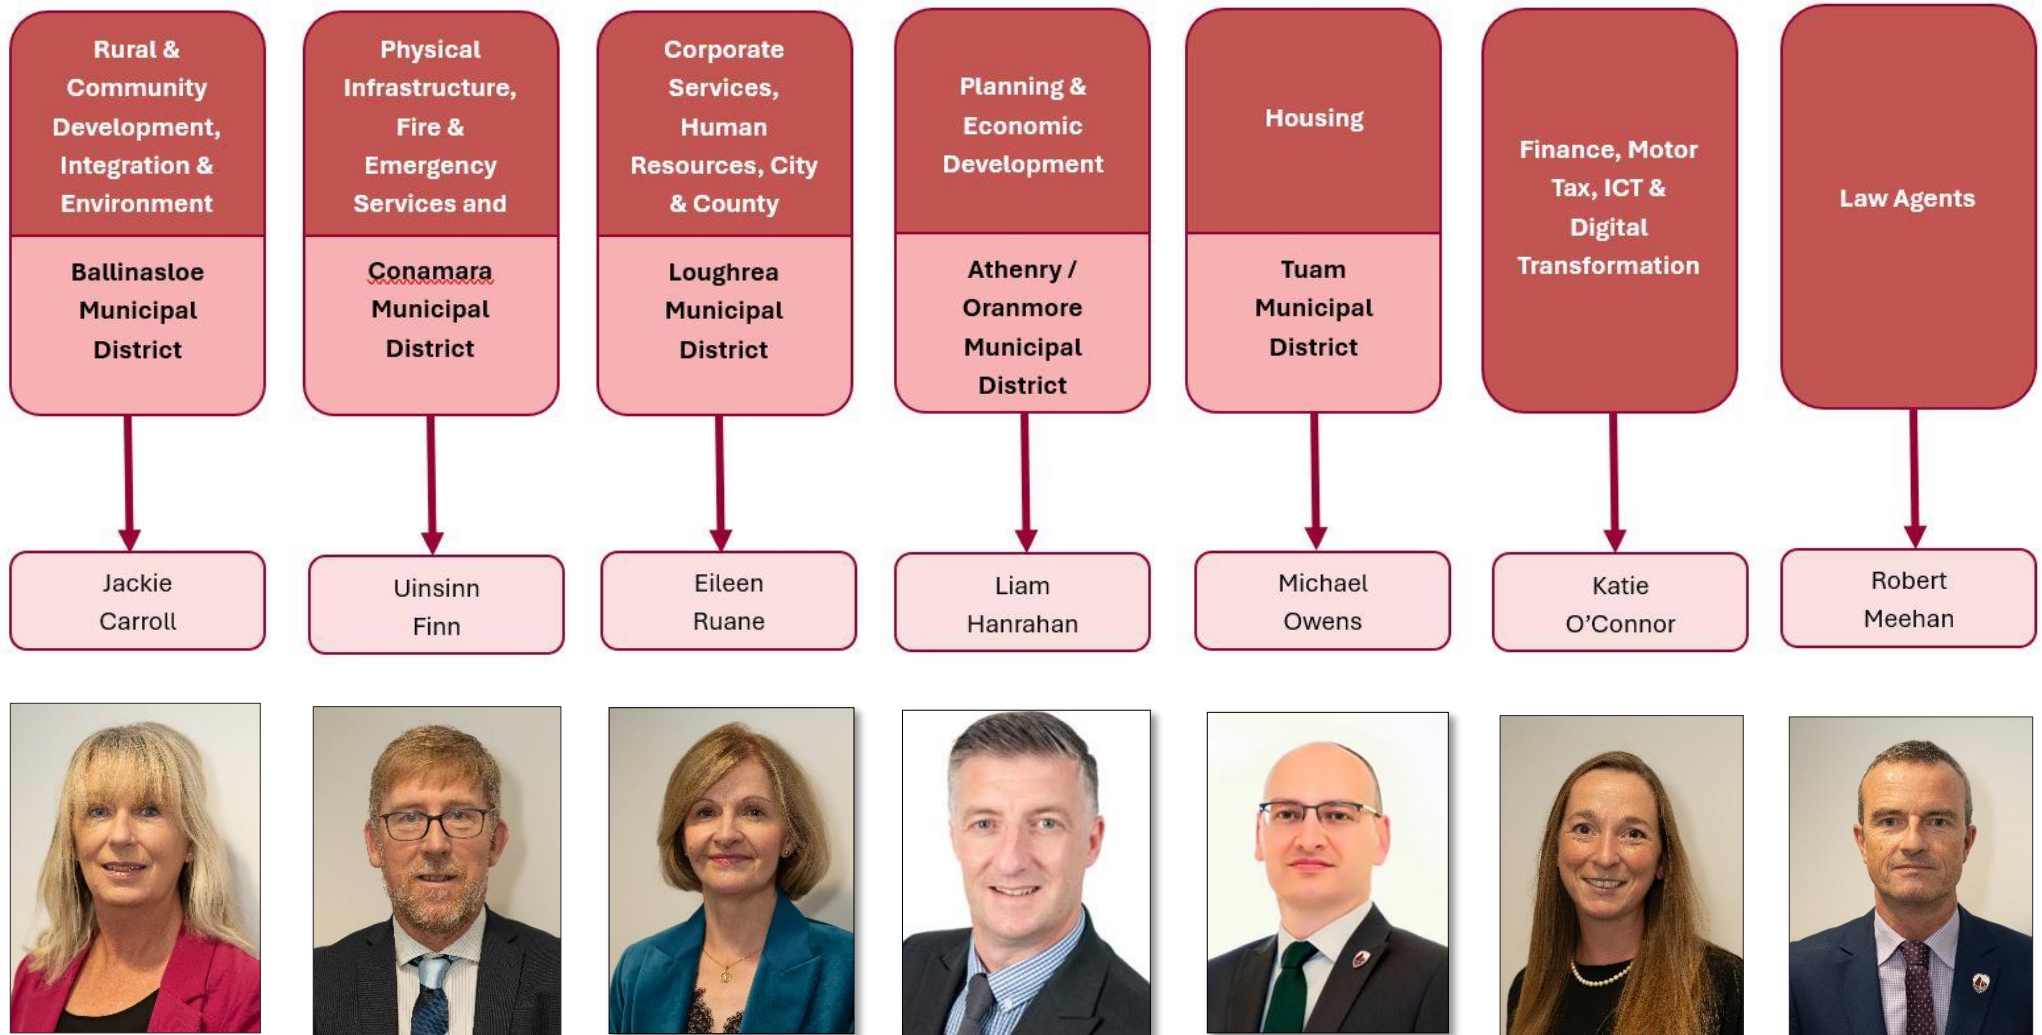 Rural &
Community
Development,
Integration &
Environment
Ballinasloe
Municipal
District
Jackie
Carroll
Physical
Infrastructure,
Fire &
Emergency
Services and
Conamara
Municipal
District
Uinsinn
Finn
Corporate
Services,
Human
Resources, City
& County
Loughrea
Municipal
District
Eileen
Ruane
Planning &
Economic
Development
Athenry /
Oranmore
Municipal
District
Liam
Hanrahan
Housing
Tuam
Municipal
District
Michael
Owens
Finance, Motor
Tax, ICT &
Digital
Transformation
Katie
O’Connor
Law Agents
Robert
Meehan